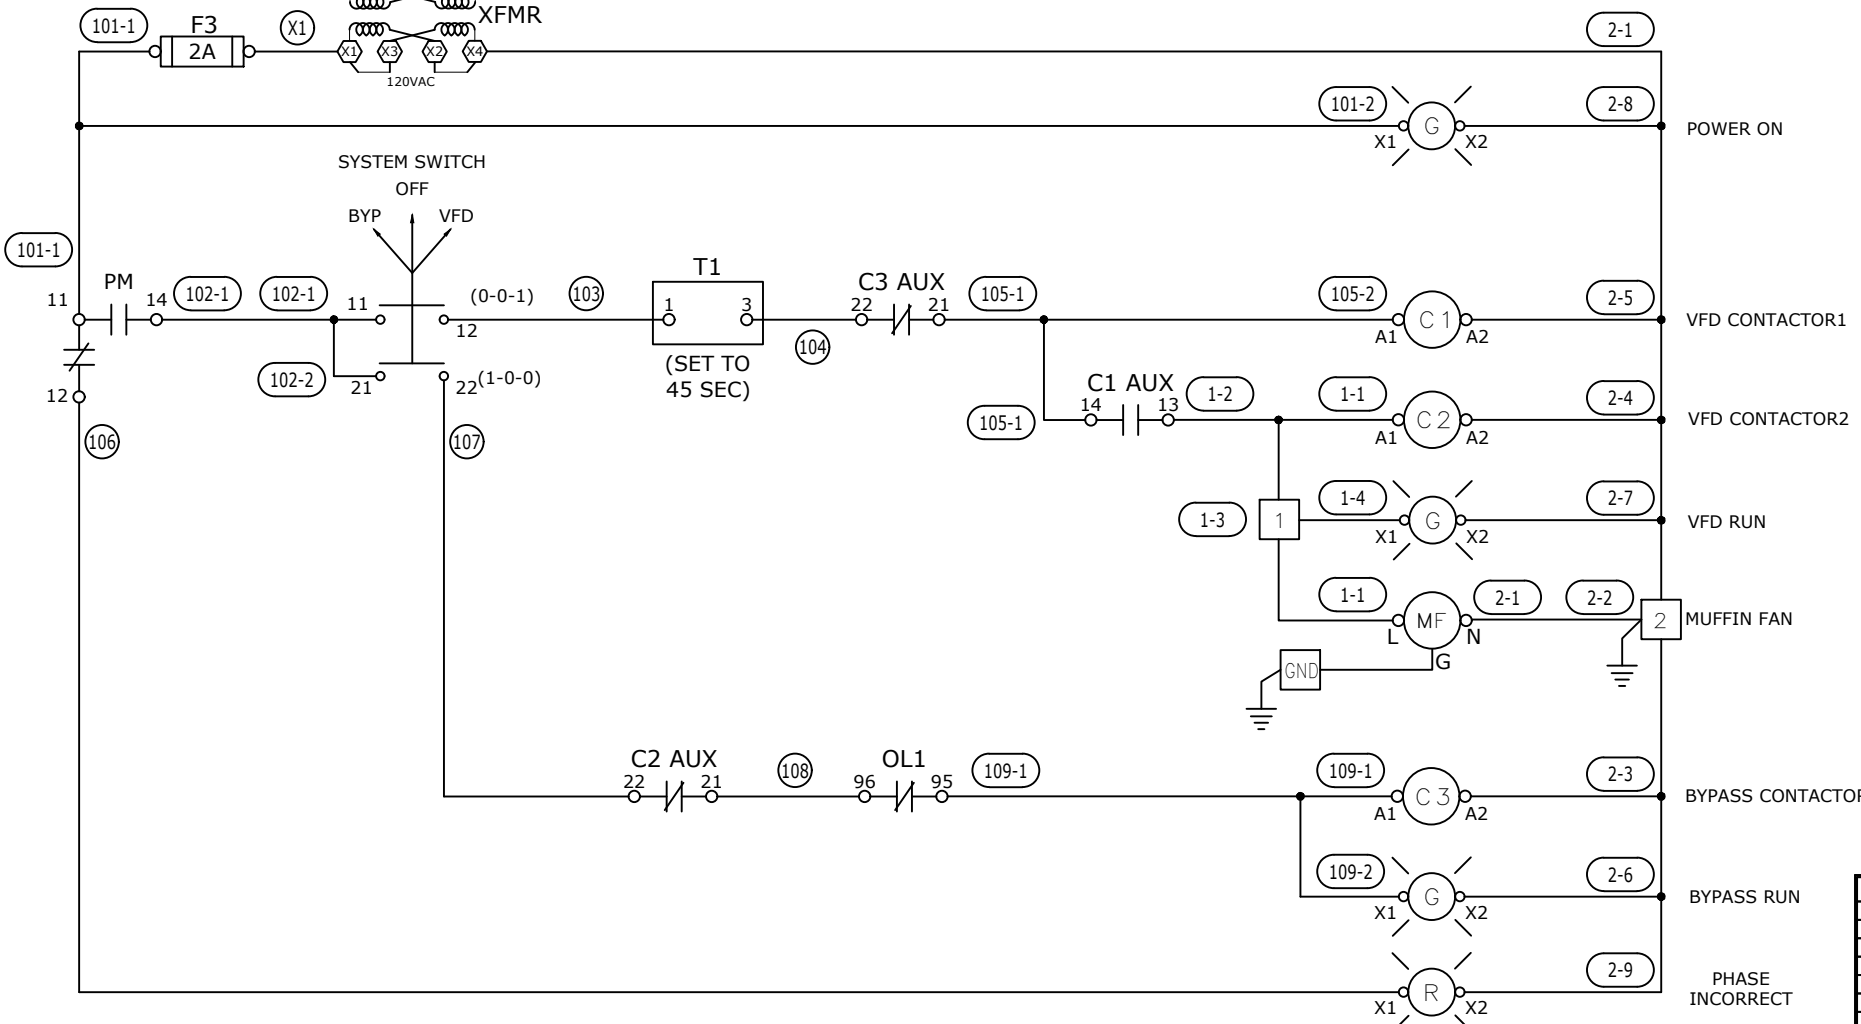 101-1
F3
2A
X1
XFMR
X1 X3 X2 X4
120VAC
2-1
101-2
G
X1 X2
2-8
POWER ON
SYSTEM SWITCH
OFF
BYP VFD
101-1
PM
11 14
102-1
102-1
11
(0-0-1)
12
103
T1
1 3
(SET TO
45 SEC)
104
C3 AUX
22 21
105-1
105-2
C1
A1 A2
2-5
VFD CONTACTOR1
12
102-2
21
22
(1-0-0)
106
107
105-1
C1 AUX
14 13
1-2
1-1
C2
A1 A2
2-4
VFD CONTACTOR2
1-3
1
1-4
G
X1 X2
2-7
VFD RUN
1-1
MF
L N
G
2-1
2-2
2
MUFFIN FAN
GND
C2 AUX
22 21
108
OL1
96 95
109-1
109-1
C3
A1 A2
2-3
BYPASS CONTACTOR
109-2
G
X1 X2
2-6
BYPASS RUN
R
X1 X2
2-9
PHASE
INCORRECT